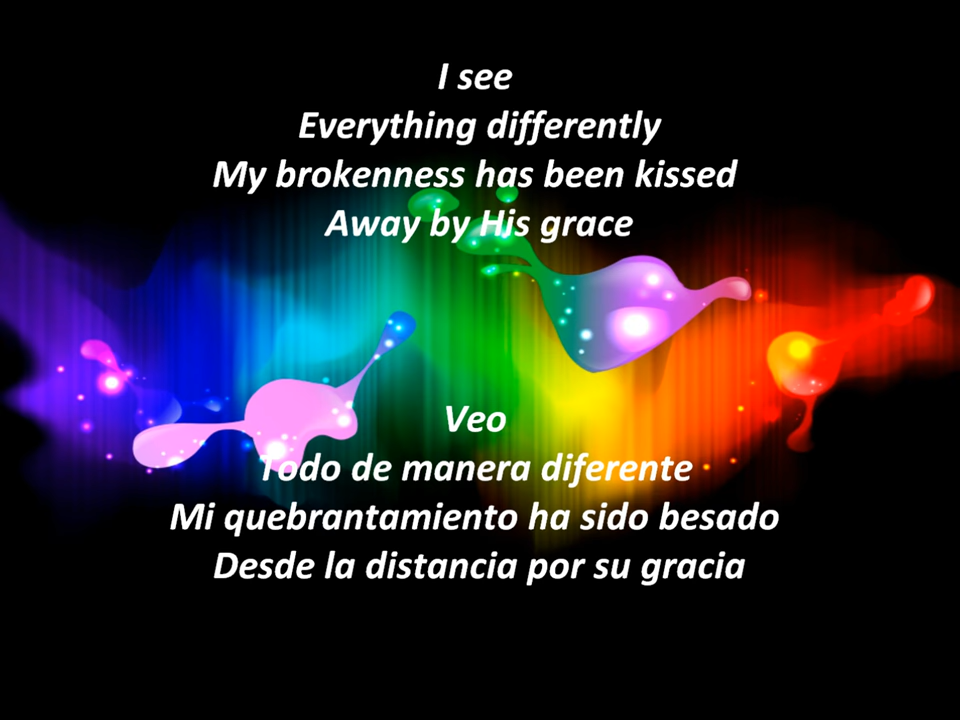 I see
Everything differently
My brokenness has been kissed
Away by His grace
Veo
Todo de manera diferente
Mi quebrantamiento ha sido besado
Desde la distancia por su gracia